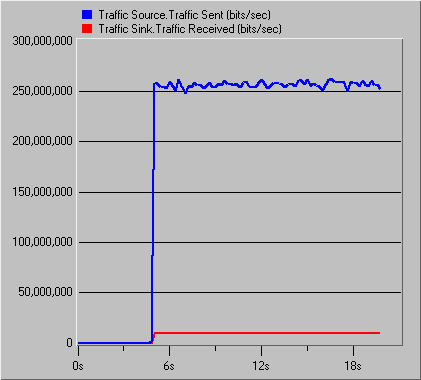 Traffic Source.Traffic Sent (bits/sec)
Traffic Sink.Traffic Received (bits/sec)
300,000,000
250,000,000
200,000,000
150,000,000
100,000,000
50,000,000
0
0s 6s 12s 18s